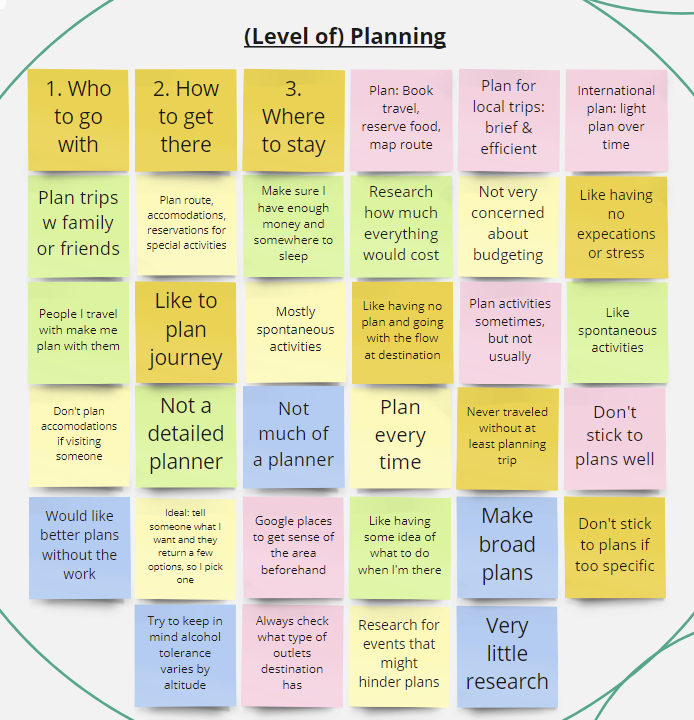 (Level of) Planning
1. Who
to go
with
2. How
to get
there
3.
Where
to stay
Plan: Book
travel,
reserve food,
map route
Plan for
local trips:
brief &
efficient
International
plan: light
plan over
time
Plan trips
w family
or friends
Plan route,
accomodations,
reservations for
special activities
Make sure I
have enough
money and
somewhere to
sleep
Research
how much
everything
would cost
Not very
concerned
about
budgeting
Like having
no
expecations
or stress
People I travel
with make me
plan with them
Like to
plan
journey
Mostly
spontaneous
activities
Like having no
plan and going
with the flow
at destination
Plan activities
sometimes,
but not
usually
Like
spontaneous
activities
Don't plan
accomodations
if visiting
someone
Not a
detailed
planner
Not
much of
a planner
Plan
every
time
Never traveled
without at
least planning
trip
Don't
stick to
plans well
Would like
better plans
without the
work
Ideal: tell
someone what I
want and they
return a few
options, so I pick
one
Google places
to get sense of
the area
beforehand
Like having
some idea of
what to do
when I'm there
Make
broad
plans
Don't stick
to plans if
too specific
Try to keep in
mind alcohol
tolerance
varies by
altitude
Always check
what type of
outlets
destination
has
Research for
events that
might
hinder plans
Very
little
research